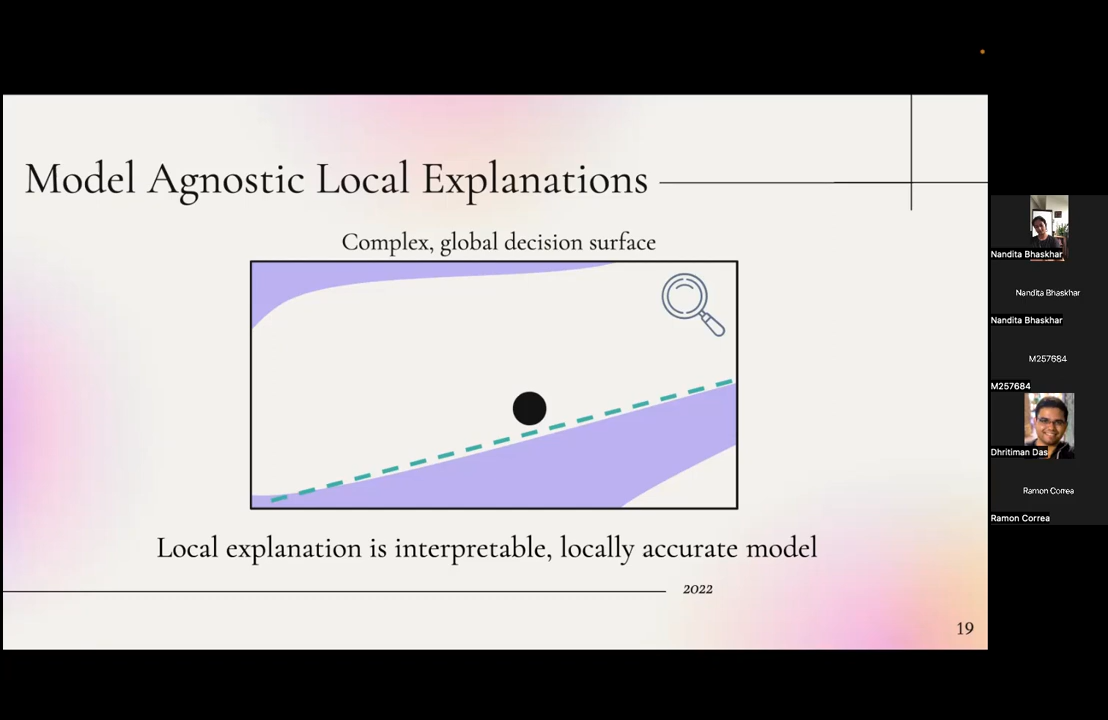 Model Agnostic Local Explanations
Complex, global decision surface
Local explanation is interpretable, locally accurate model
2022
19
Nandita Bhaskhar
Nandita Bhaskhar
Nandita Bhaskhar
M257684
M257684
Dhritiman Das
Ramon Correa
Ramon Correa